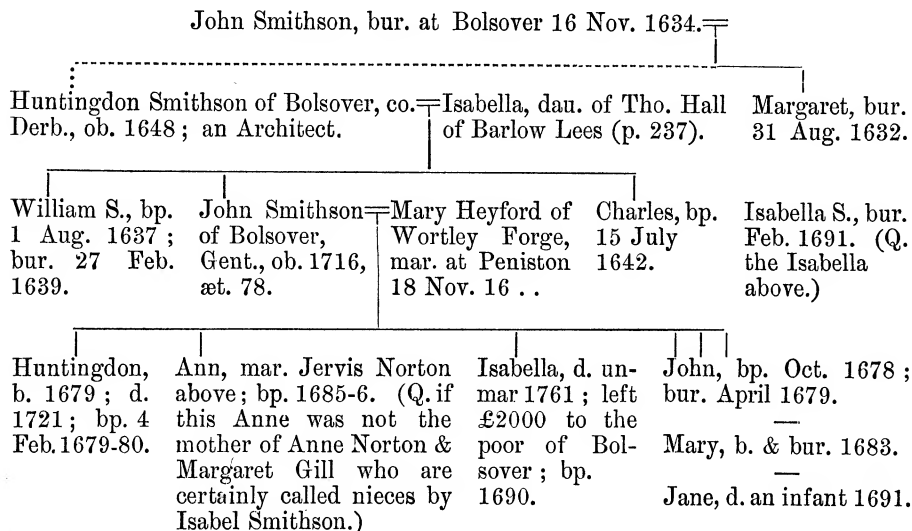 John Smithson, bur. at Bolsover 16 Nov. 1634.
Huntingdon Smithson of Bolsover, co.
Derb., ob. 1648 ; an Architect.
Isabella, dau. of Tho. Hall
of Barlow Lees (p. 237).
Margaret, bur.
31 Aug. 1632.
William S., bp.
1 Aug. 1637 ;
bur. 27 Feb.
1639.
John Smithson
of Bolsover,
Gent., ob. 1716,
æt. 78.
Mary Heyford of
Wortley Forge,
mar. at Peniston
18 Nov. 16 . .
Charles, bp.
15 July
1642.
Isabella S., bur.
Feb. 1691. (Q.
the Isabella
above.)
Huntingdon,
b. 1679 ; d.
1721 ; bp. 4
Feb. 1679-80.
Ann, mar. Jervis Norton
above ; bp. 1685-6. (Q. if
this Anne was not the
mother of Anne Norton &
Margaret Gill who are
certainly called nieces by
Isabel Smithson.)
Isabella, d. un-
mar 1761 ; left
£2000 to the
poor of Bol-
sover ; bp.
1690.
John, bp. Oct. 1678 ;
bur. April 1679.
—
Mary, b. & bur. 1683.
—
Jane, d. an infant 1691.